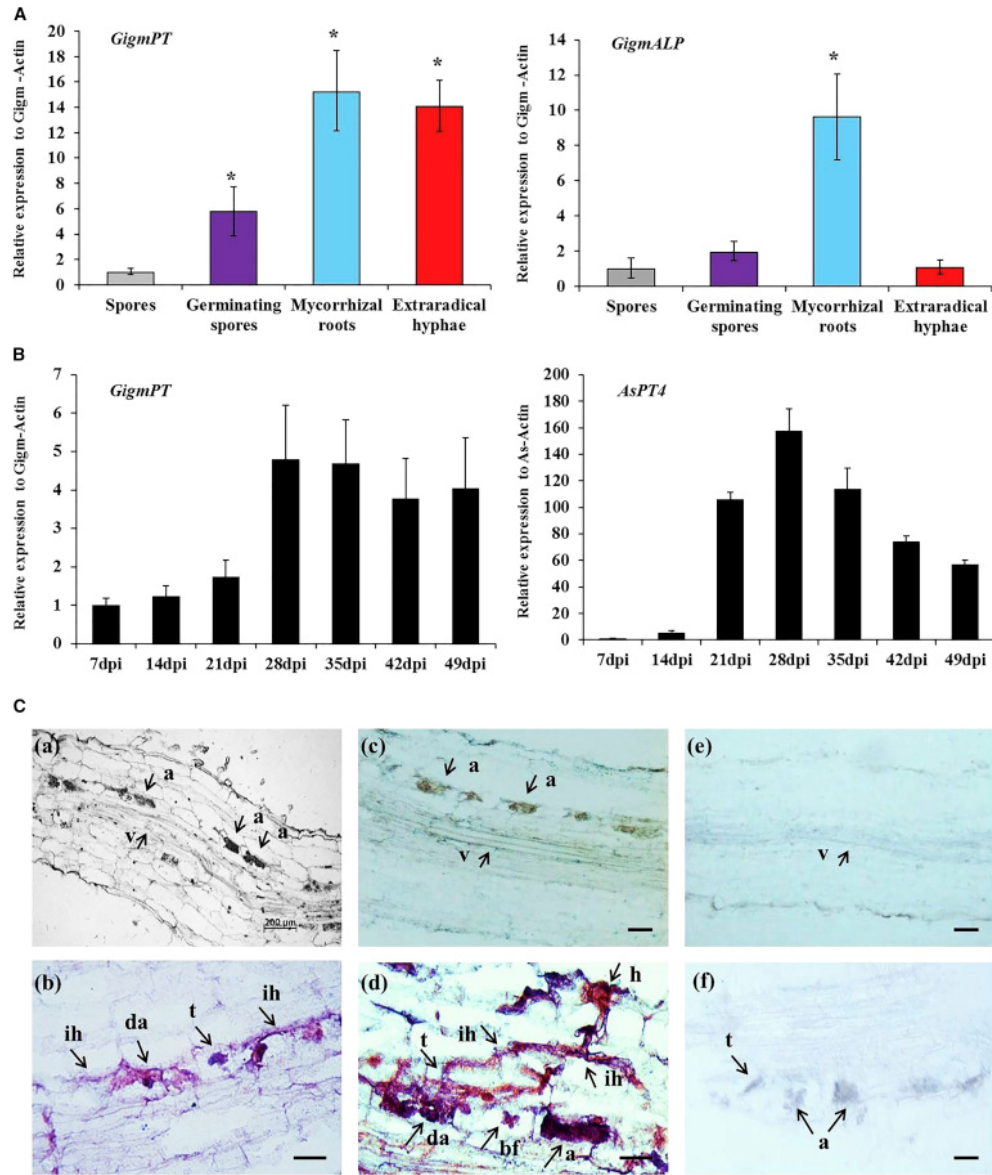 A
GigmPT
Relative expression to Gigm -Actin
20
18
16
14
12
10
8
6
4
2
0
*
*
*
Spores
Germinating spores
Mycorrhizal roots
Extraradical hyphae
GigmALP
Relative expression to Gigm -Actin
14
12
10
8
6
4
2
0
*
Spores
Germinating spores
Mycorrhizal roots
Extraradical hyphae
B
GigmPT
Relative expression to Gigm-Actin
7
6
5
4
3
2
1
0
7dpi 14dpi 21dpi 28dpi 35dpi 42dpi 49dpi
AsPT4
Relative expression to As-Actin
200
180
160
140
120
100
80
60
40
20
0
7dpi 14dpi 21dpi 28dpi 35dpi 42dpi 49dpi
C
(a)
a
a
a
v
200 μm
(c)
a
a
v
(e)
v
(b)
ih
da
t
ih
(d)
h
ih
t
ih
da
bf
a
(f)
t
a